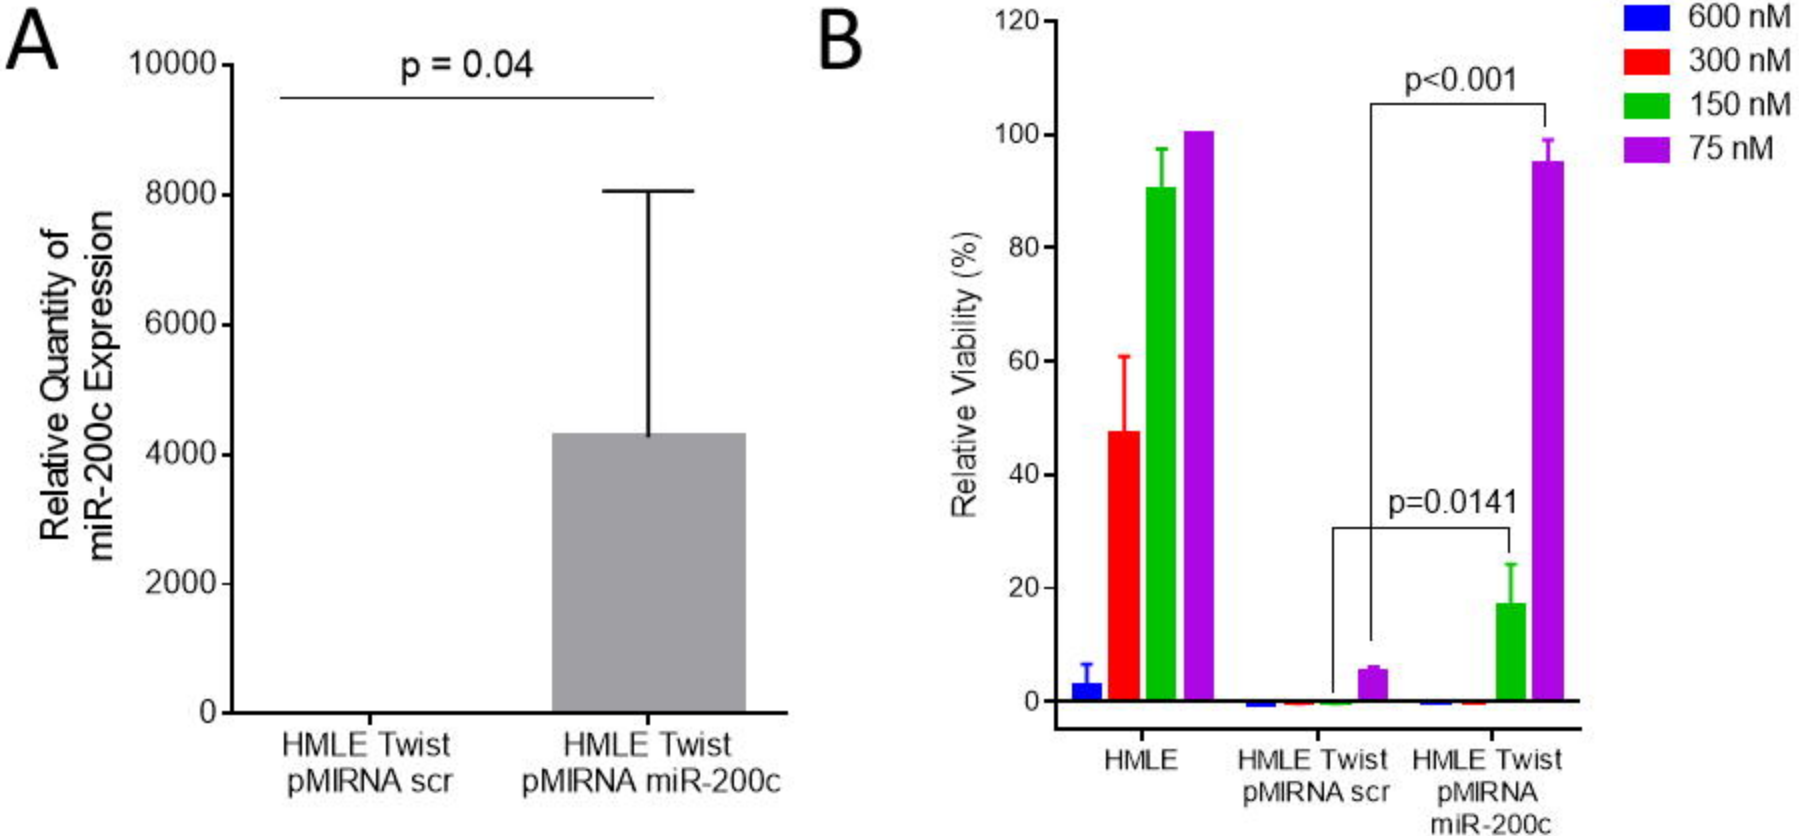 A
p = 0.04
10000
8000
6000
4000
2000
0
Relative Quantity of
miR-200c Expression
HMLE Twist
pMIRNA scr
HMLE Twist
pMIRNA miR-200c
B
120
100
80
60
40
20
0
Relative Viability (%)
p<0.001
p=0.0141
HMLE
HMLE Twist
pMIRNA scr
HMLE Twist
pMIRNA
miR-200c
600 nM
300 nM
150 nM
75 nM